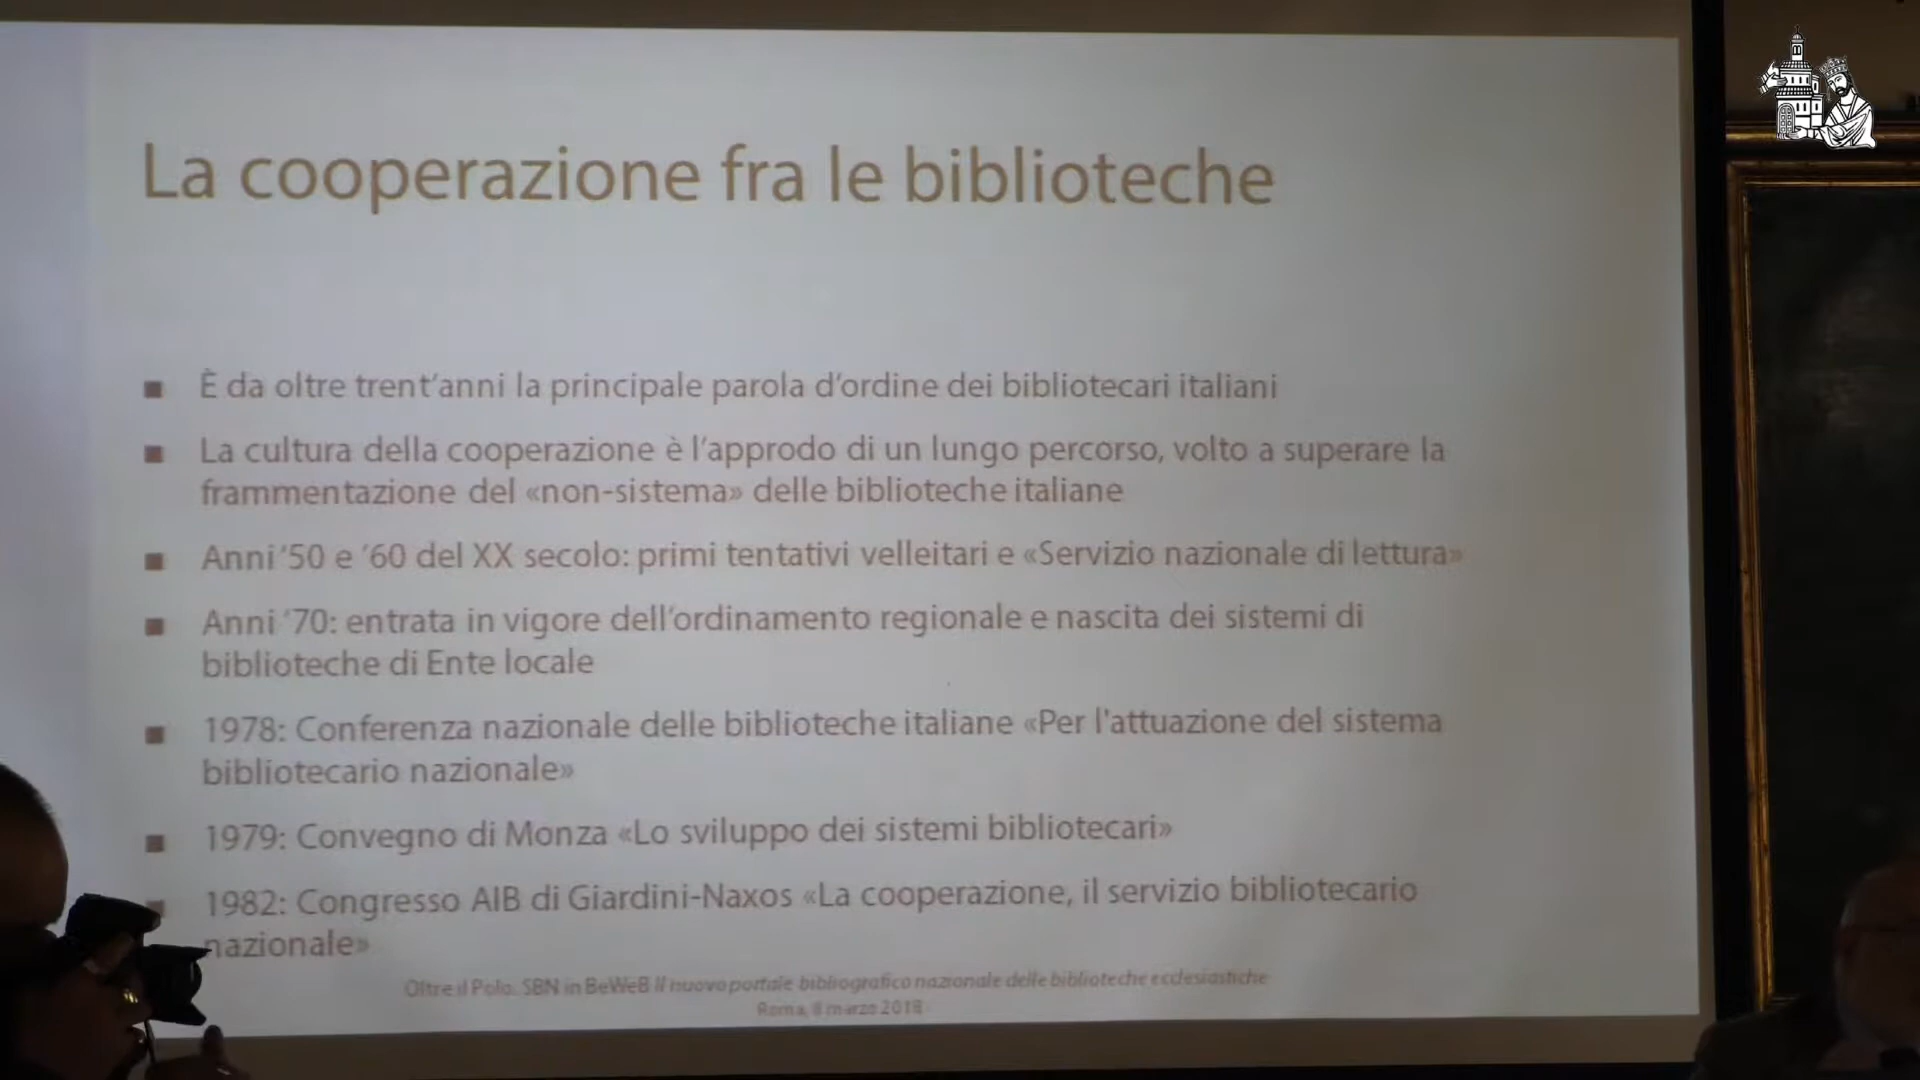 La cooperazione fra le biblioteche
È da oltre trent'anni la principale parola d'ordine dei bibliotecari italiani
La cultura della cooperazione è l'approdo di un lungo percorso, volto a superare la
frammentazione del «non-sistema» delle biblioteche italiane
Anni '50 e '60 del XX secolo: primi tentativi velleitari e «Servizio nazionale di lettura»
Anni '70: entrata in vigore dell'ordinamento regionale e nascita dei sistemi di
biblioteche di Ente locale
1978: Conferenza nazionale delle biblioteche italiane «Per l'attuazione del sistema
bibliotecario nazionale»
1979: Convegno di Monza «Lo sviluppo dei sistemi bibliotecari»
1982: Congresso AIB di Giardini-Naxos «La cooperazione, il servizio bibliotecario
nazionale»
Oltre il Polo. SBN in BeWeB Il nuovo portale bibliografico nazionale delle biblioteche ecclesiastiche
Roma, 8 marzo 2018